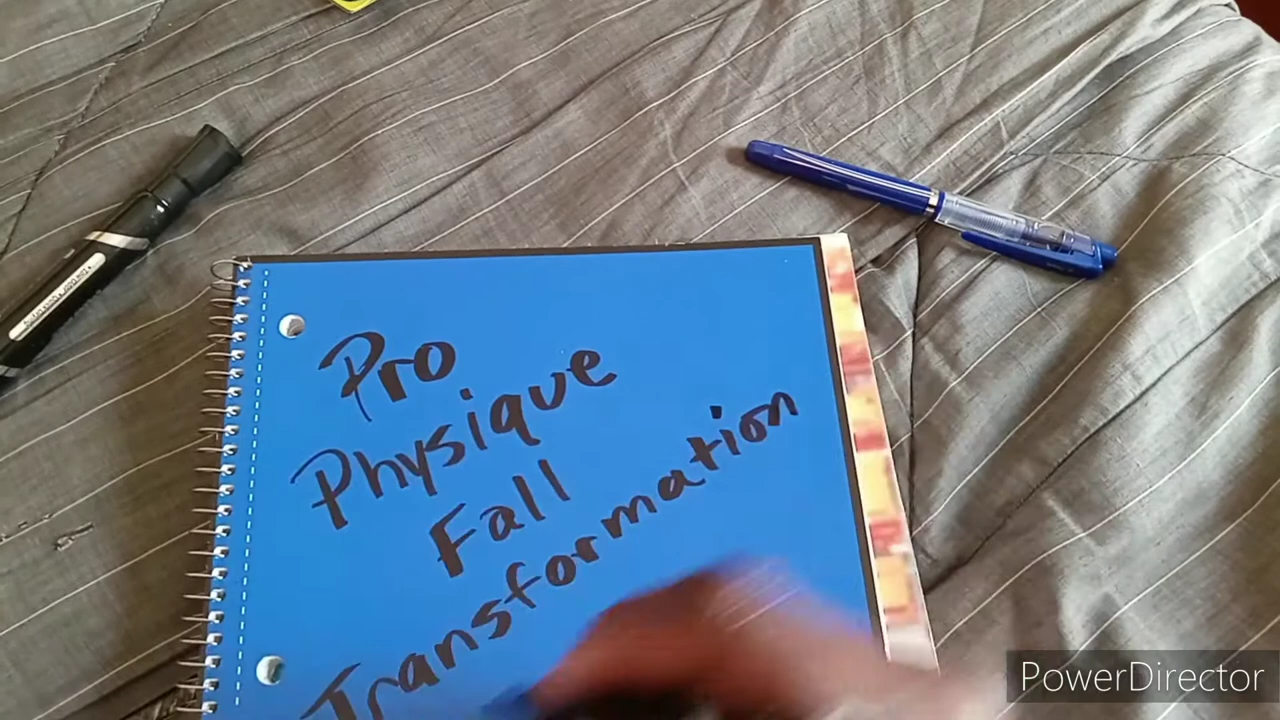 Pro
Physique
Fall
Transformation
PowerDirector